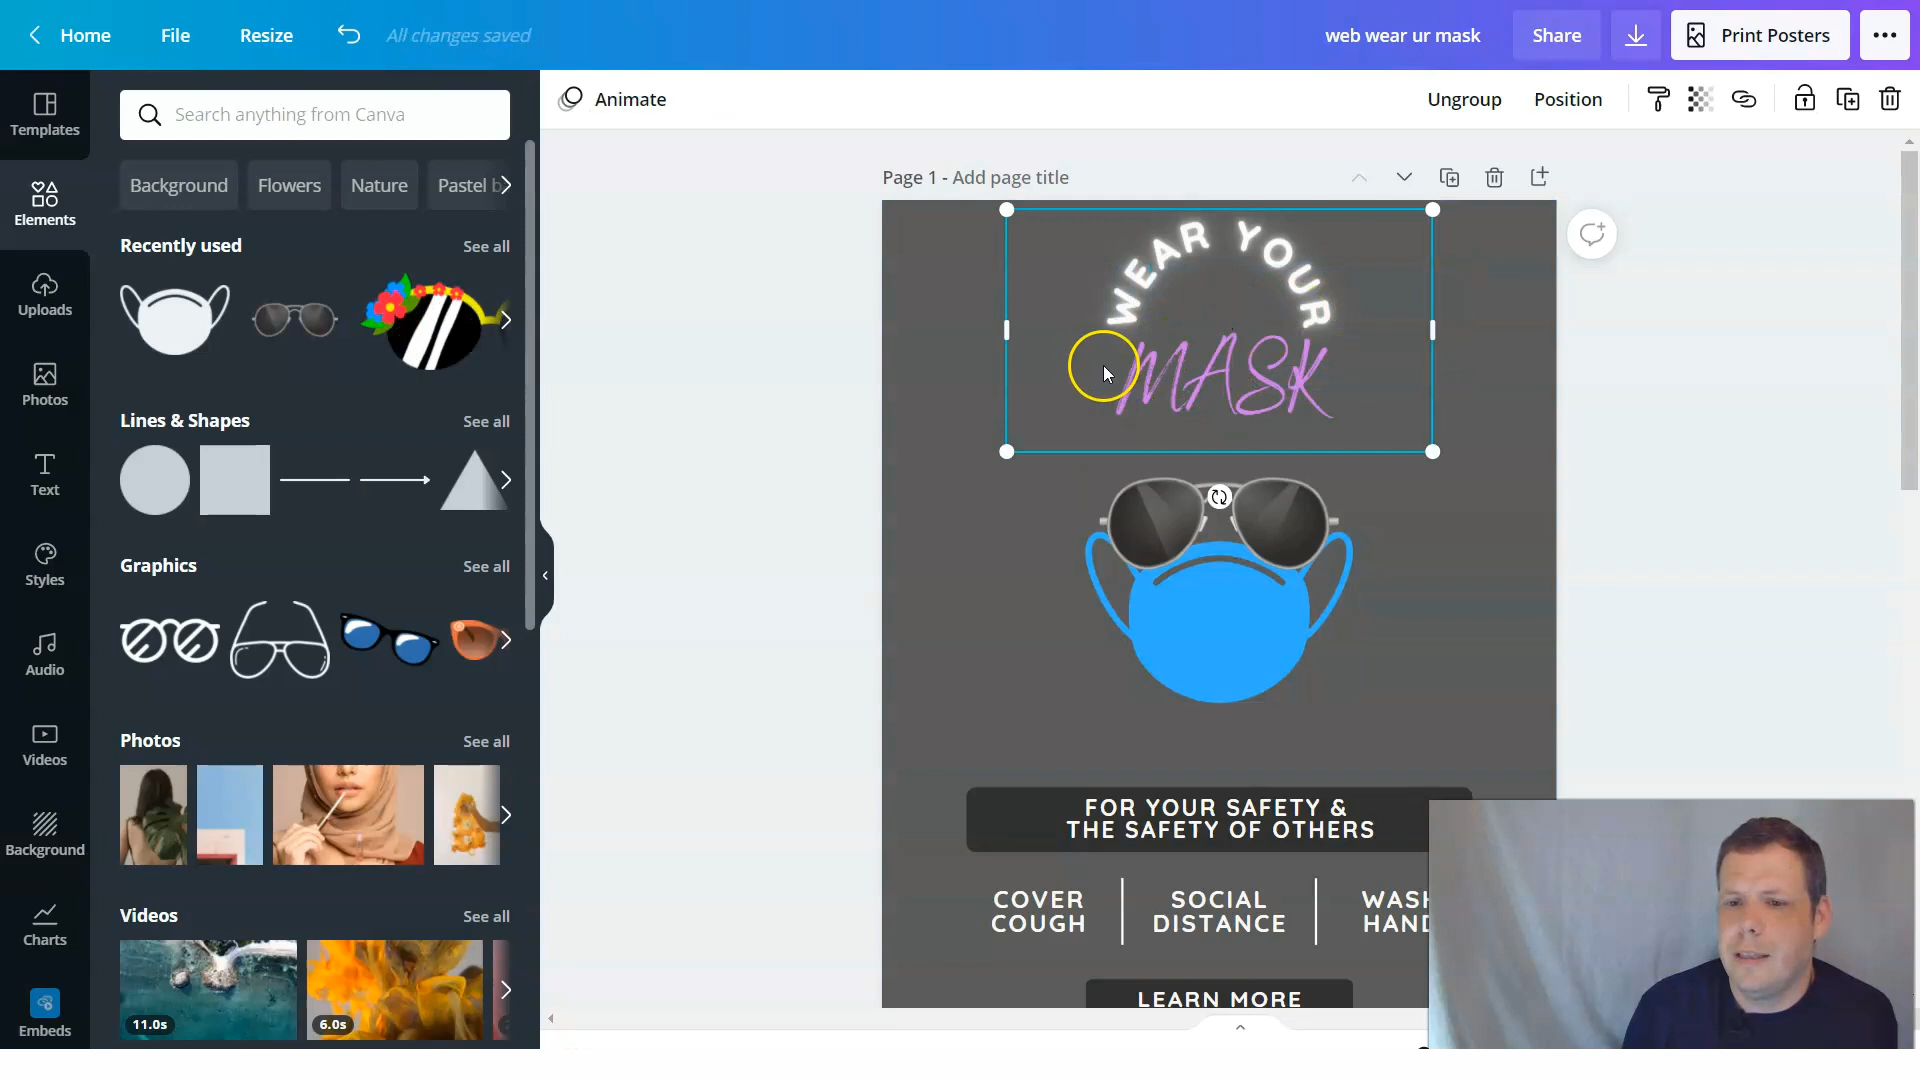 Home File Resize All changes saved web wear ur mask Share Print Posters
Templates
Elements
Uploads
Photos
Text
Styles
Audio
Videos
Background
Charts
Embeds
Search anything from Canva
Background Flowers Nature Pastel b
Recently used See all
Lines & Shapes See all
Graphics See all
Photos See all
Videos See all
11.0s 6.0s
Animate Ungroup Position
Page 1 - Add page title
WEAR YOUR
MASK
FOR YOUR SAFETY &
THE SAFETY OF OTHERS
COVER
COUGH
SOCIAL
DISTANCE
WASH
HAND
LEARN MORE